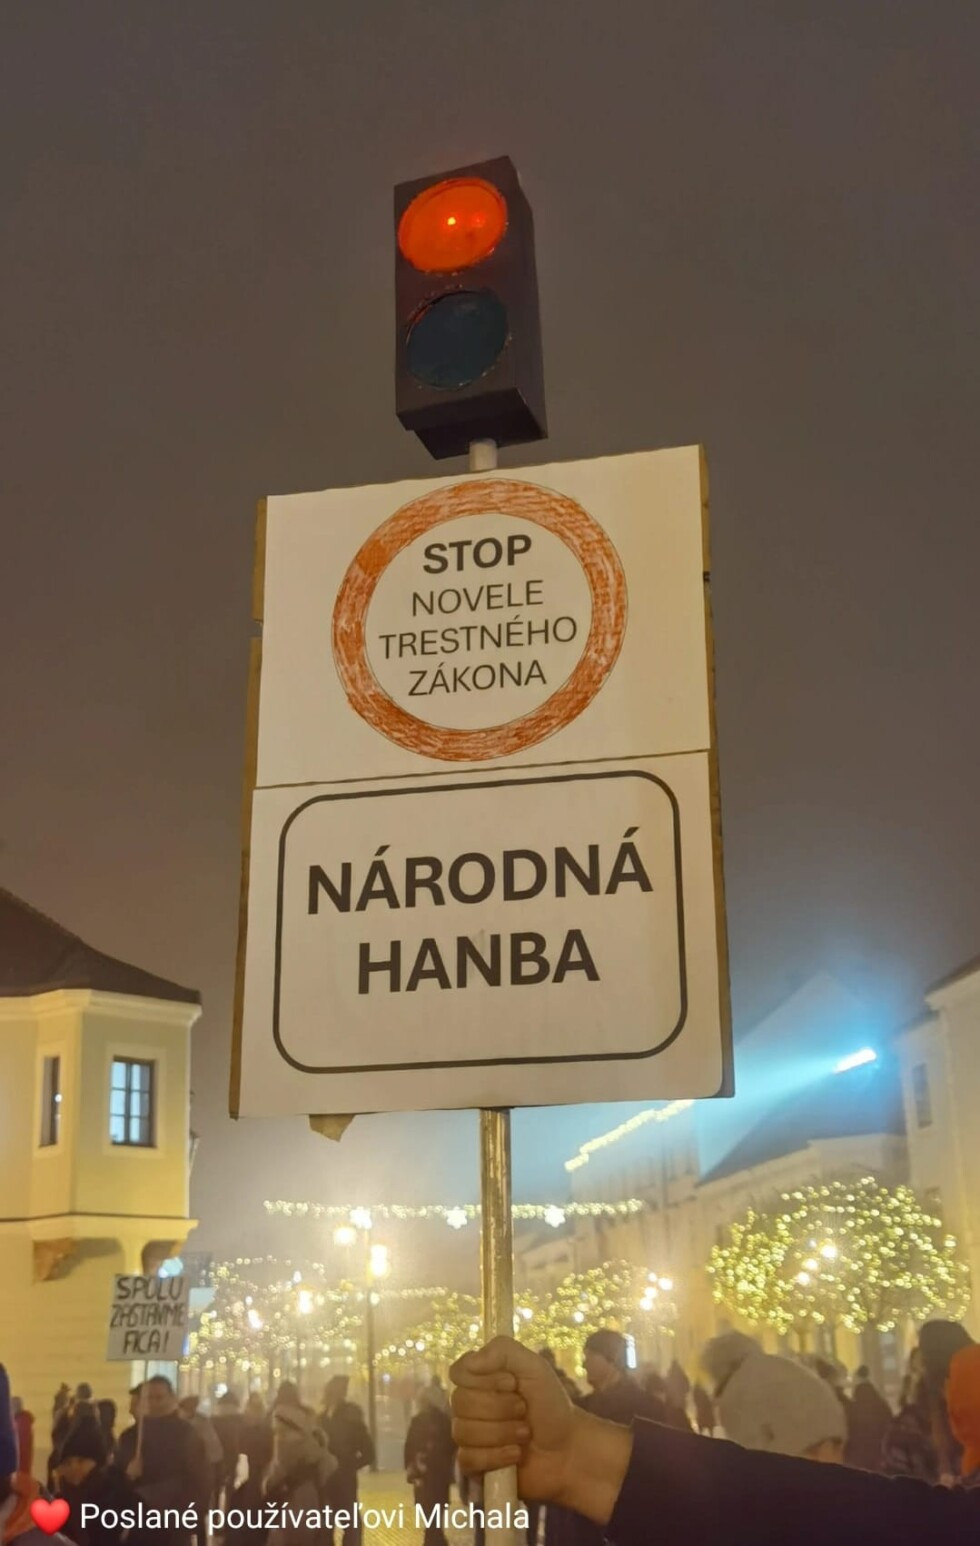 STOP
NOVELE
TRESTNÉHO
ZÁKONA
NÁRODNÁ
HANBA
SPOLU
ZASTAVME
FICA!
❤️ Poslané používateľovi Michala